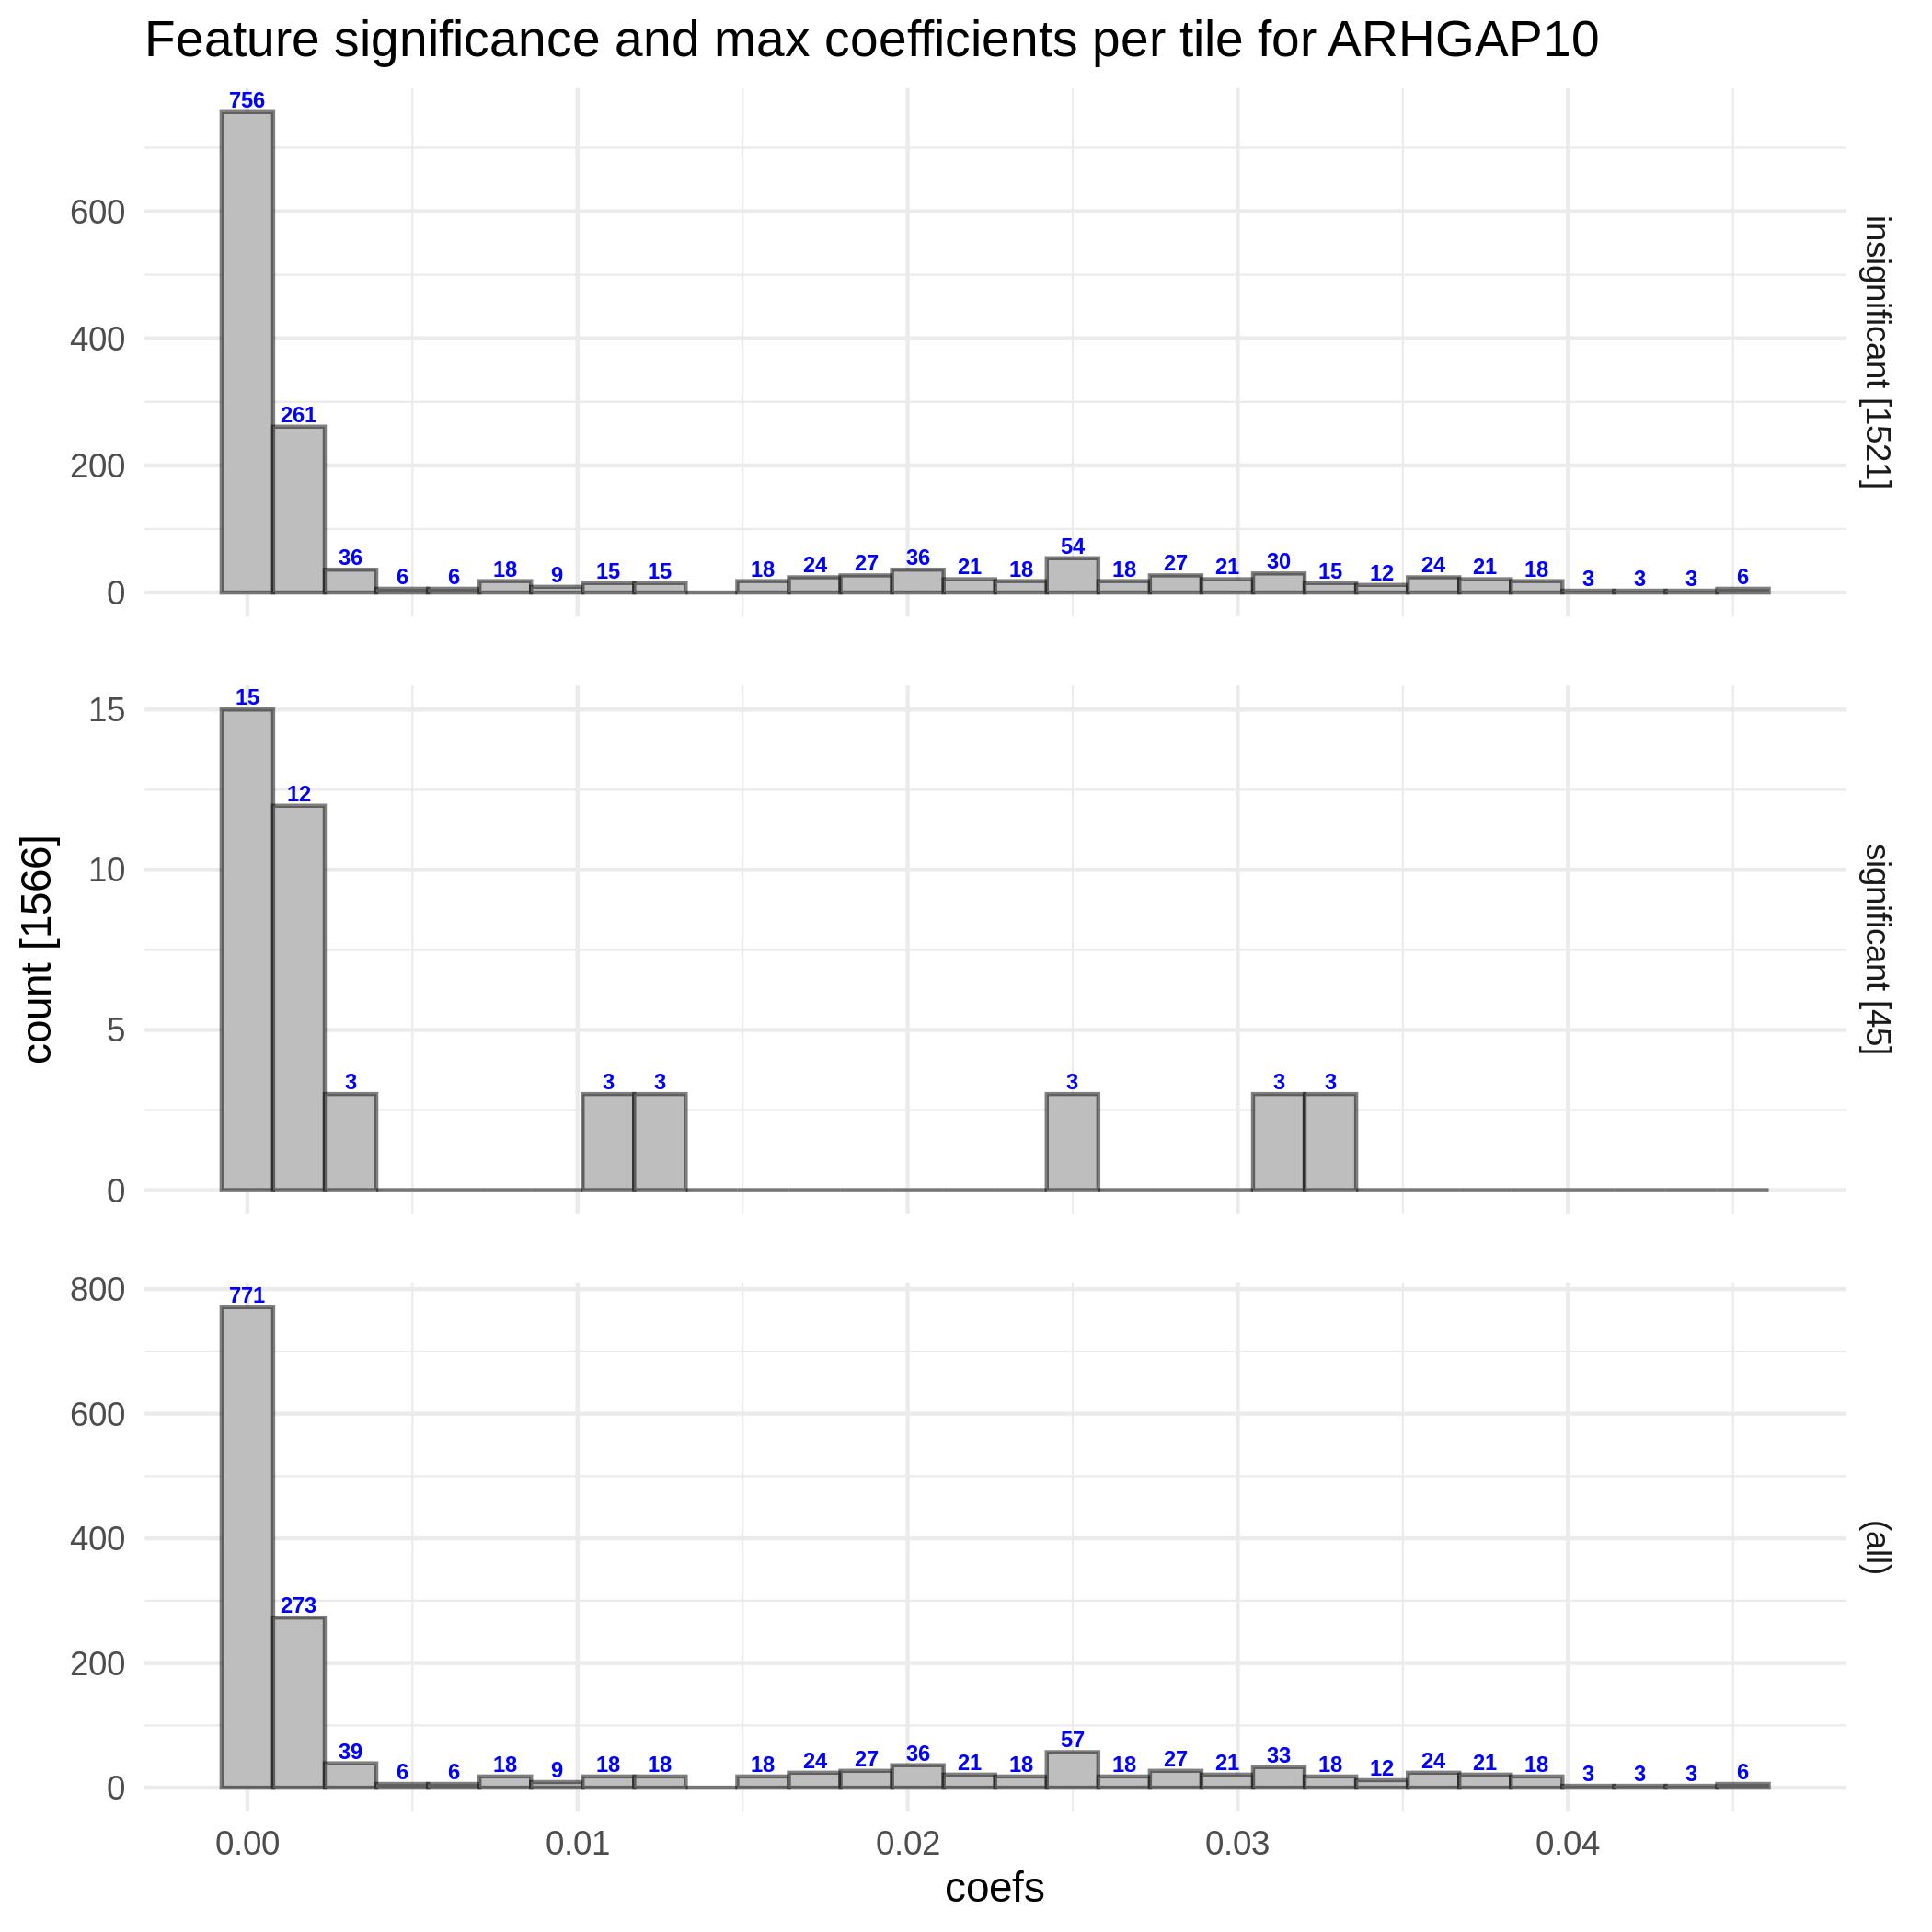 Feature significance and max coefficients per tile for ARHGAP10
756
600
400
261
200
36 6 6 18 9 15 15 18 24 27 36 21 18 54 18 27 21 30 15 12 24 21 18 3 3 3 6
0
insignificant [1521]
15
15
12
10
5
3 3 3 3 3 3
0
significant [45]
count [1566]
800
771
600
400
273
200
39 6 6 18 9 18 18 18 24 27 36 21 18 57 18 27 21 33 18 12 24 21 18 3 3 3 6
0
(all)
0.00 0.01 0.02 0.03 0.04
coefs